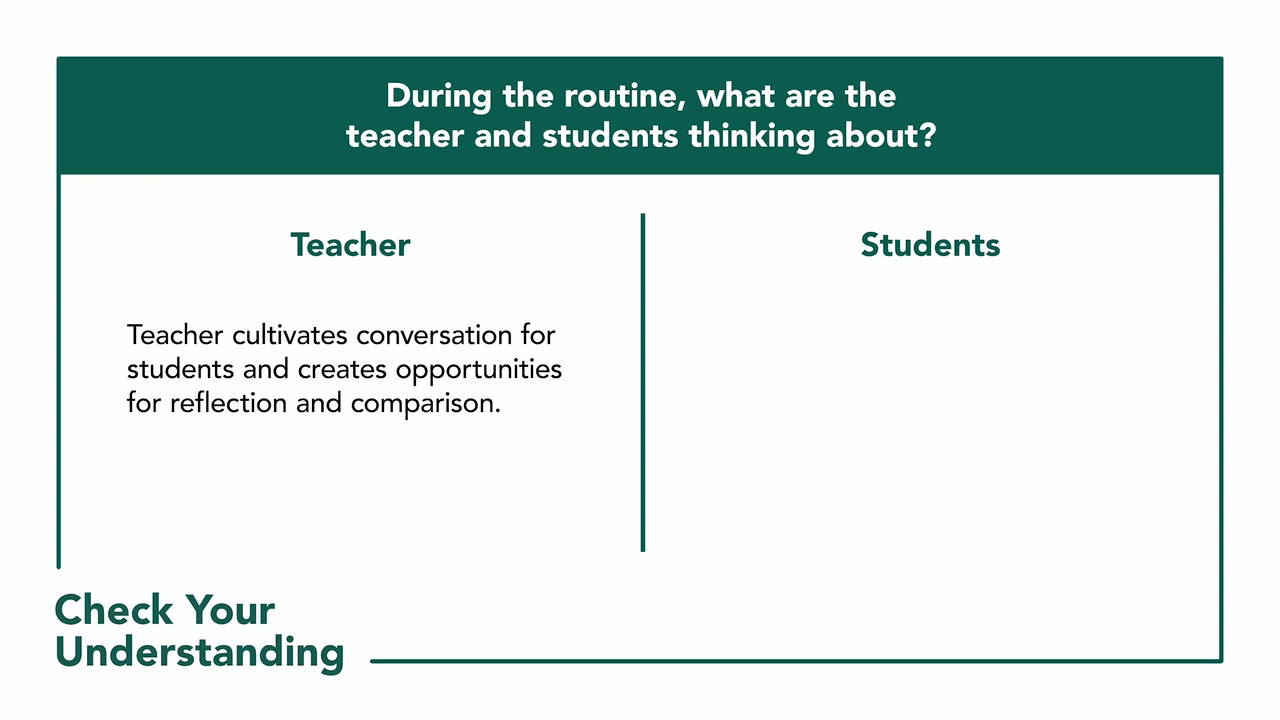 During the routine, what are the
teacher and students thinking about?
Teacher
Teacher cultivates conversation for
students and creates opportunities
for reflection and comparison.
Students
Check Your
Understanding